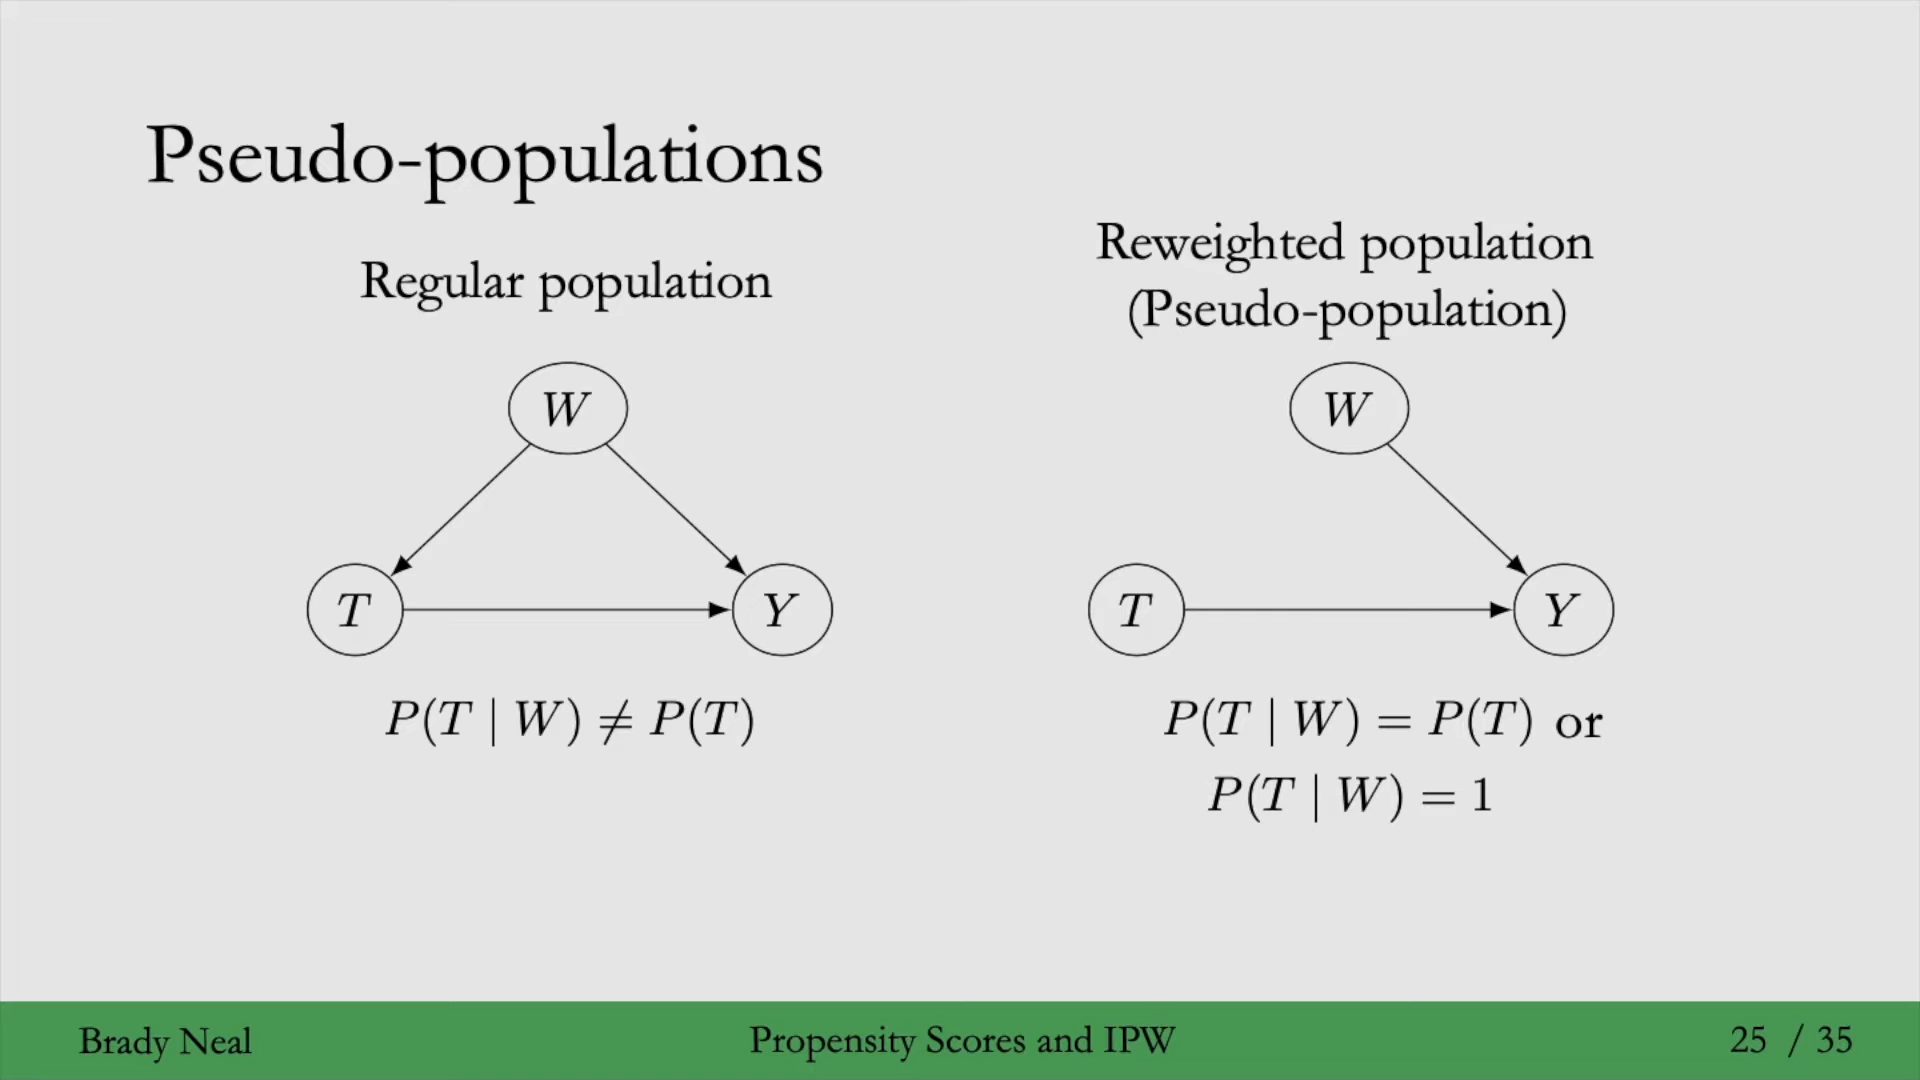 Pseudo-populations
Regular population
W
T
Y
P(T | W) ≠ P(T)
Reweighted population
(Pseudo-population)
W
T
Y
P(T | W) = P(T) or
P(T | W) = 1
Brady Neal
Propensity Scores and IPW
25 / 35